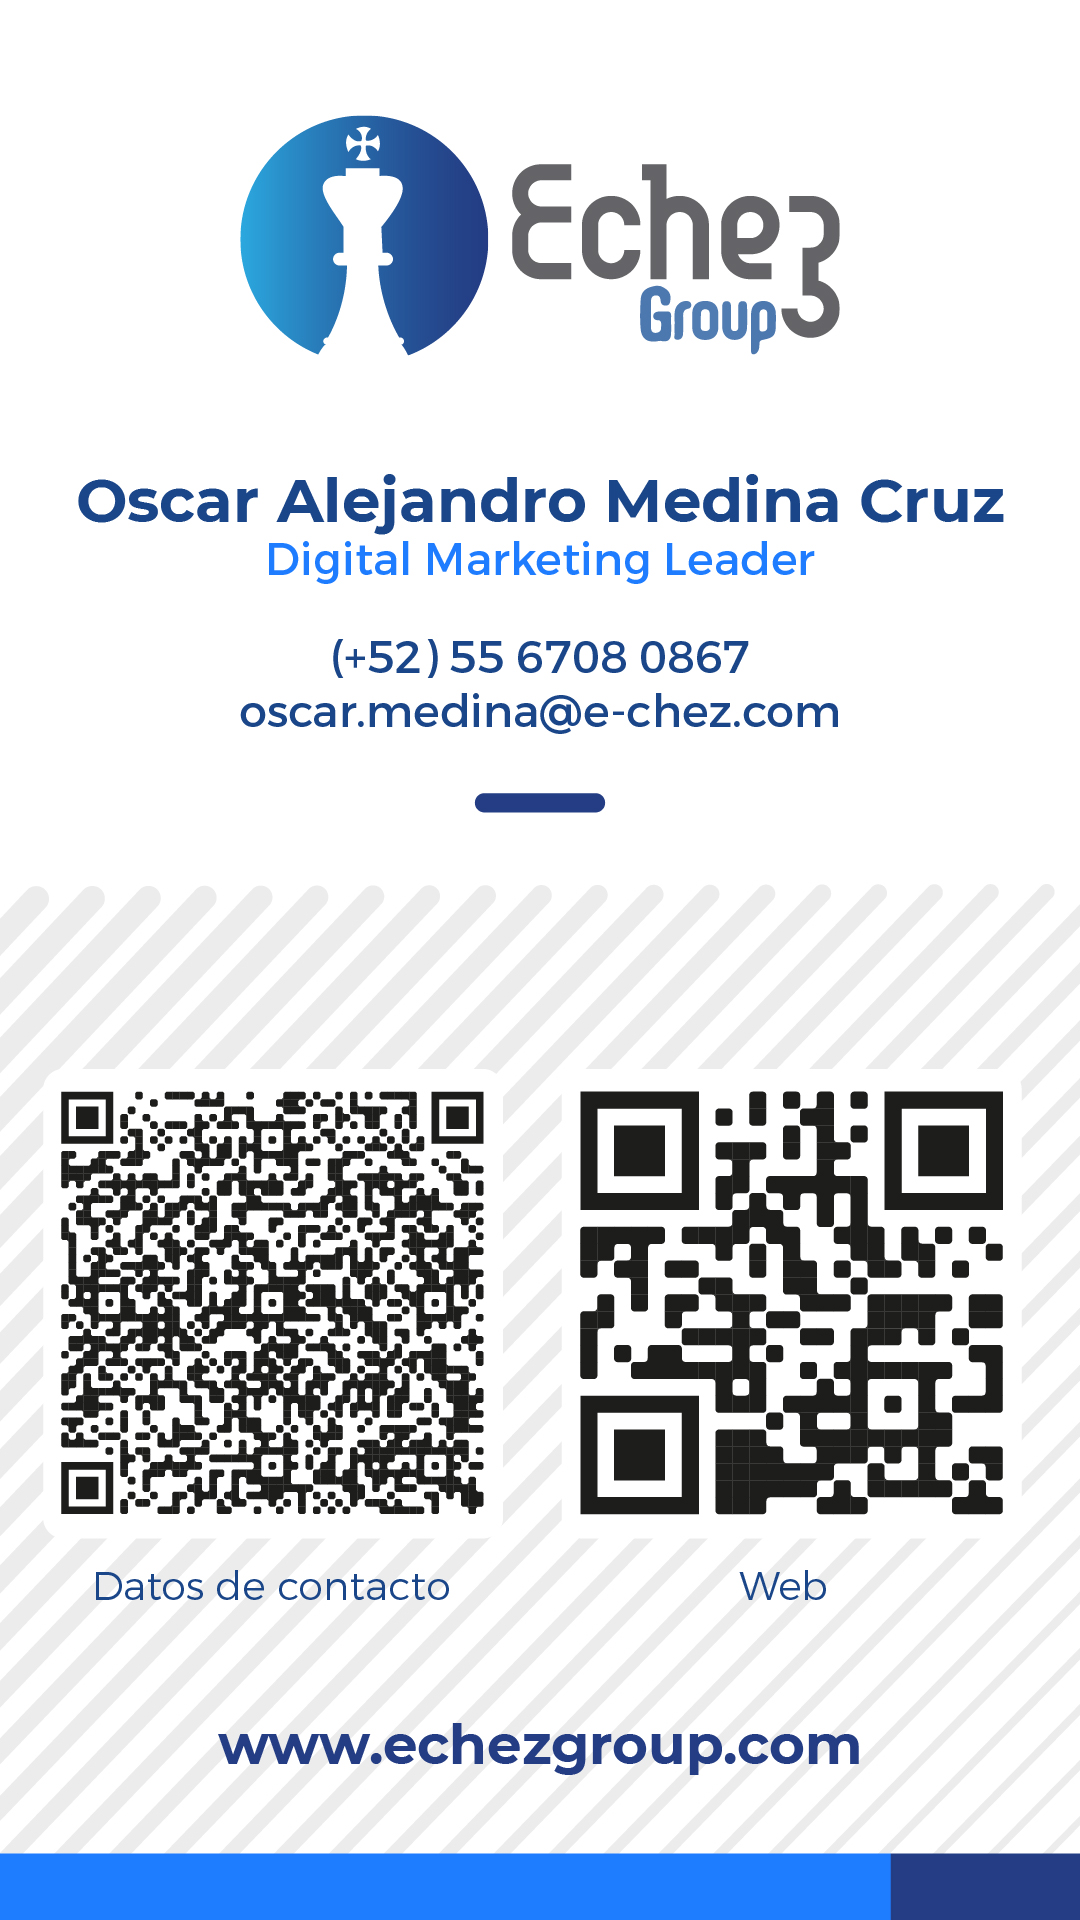 Echez
Group
Oscar Alejandro Medina Cruz
Digital Marketing Leader
(+52) 55 6708 0867
oscar.medina@e-chez.com
Datos de contacto
Web
www.echezgroup.com